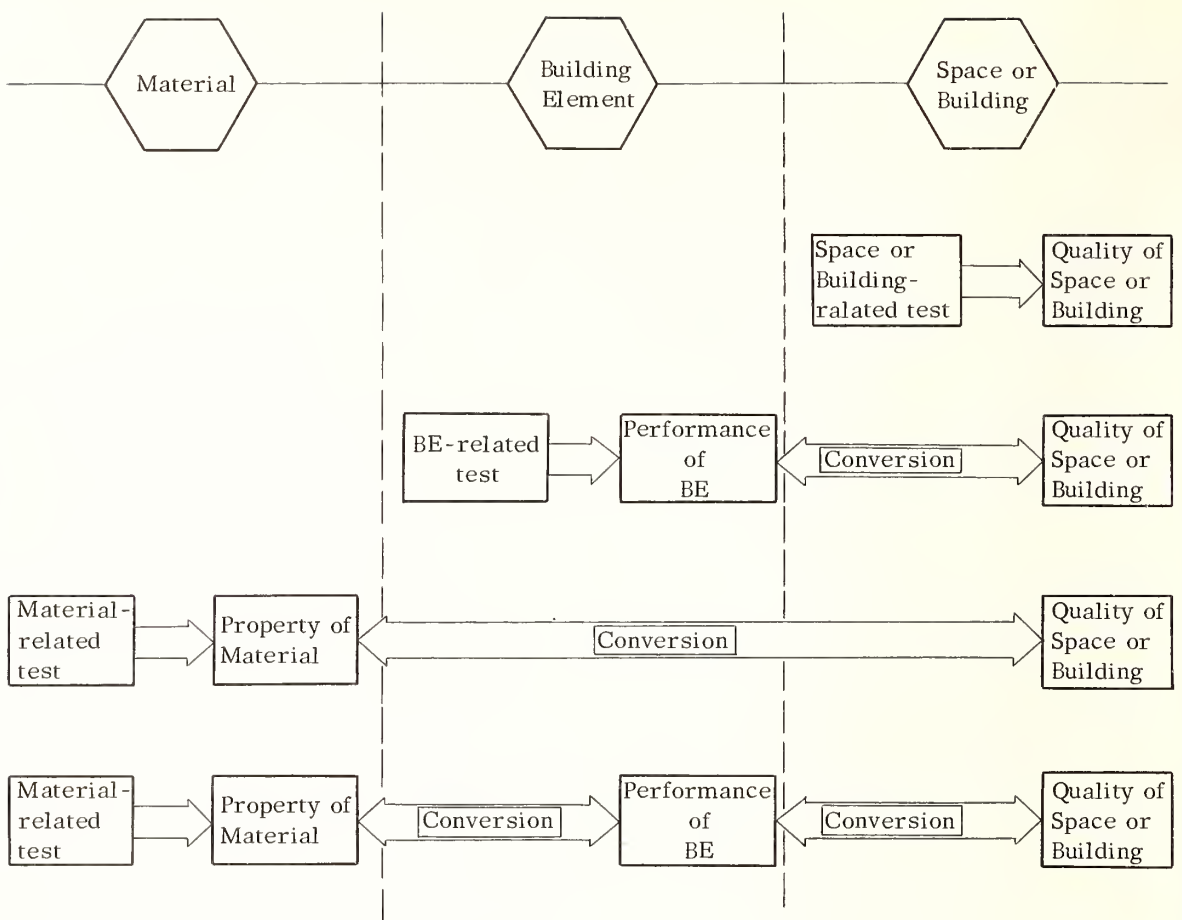 Material
Building
Element
Space or
Building
Space or
Building-
ralated test
Quality of
Space or
Building
BE-related
test
Performance
of
BE
Conversion
Quality of
Space or
Building
Material-
related
test
Property of
Material
Conversion
Quality of
Space or
Building
Material-
related
test
Property of
Material
Conversion
Performance
of
BE
Conversion
Quality of
Space or
Building